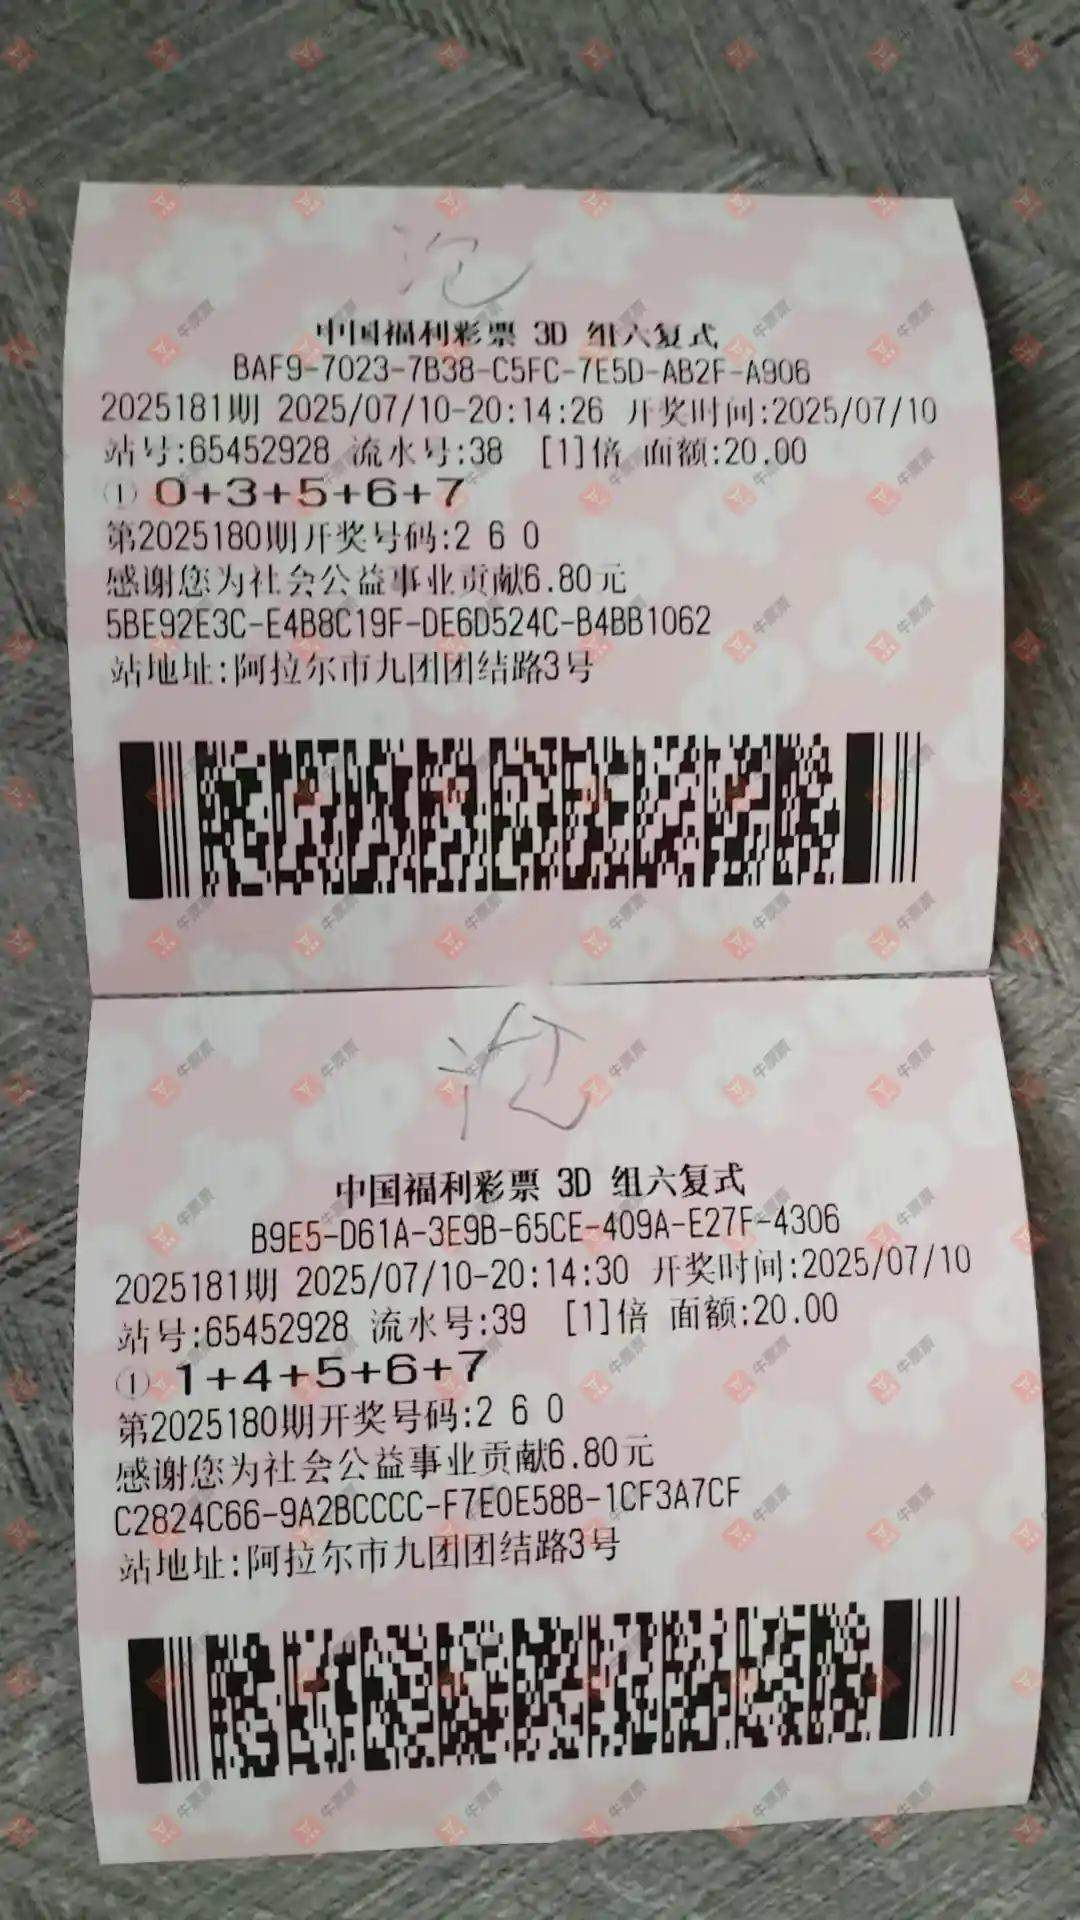 泡
中国福利彩票 3D 组六复式
BAF9-7023-7B38-C5FC-7E5D-AB2F-A906
2025181期 2025/07/10-20:14:26 开奖时间:2025/07/10
站号:65452928 流水号:38 [1]倍 面额:20.00
① 0+3+5+6+7
第2025180期开奖号码:2 6 0
感谢您为社会公益事业贡献6.80元
5BE92E3C-E4B8C19F-DE6D524C-B4BB1062
站地址:阿拉尔市九团团结路3号
泡
中国福利彩票 3D 组六复式
B9E5-D61A-3E9B-65CE-409A-E27F-4306
2025181期 2025/07/10-20:14:30 开奖时间:2025/07/10
站号:65452928 流水号:39 [1]倍 面额:20.00
① 1+4+5+6+7
第2025180期开奖号码:2 6 0
感谢您为社会公益事业贡献6.80元
C2824C66-9A2BCCCC-F7E0E58B-1CF3A7CF
站地址:阿拉尔市九团团结路3号
牛票票